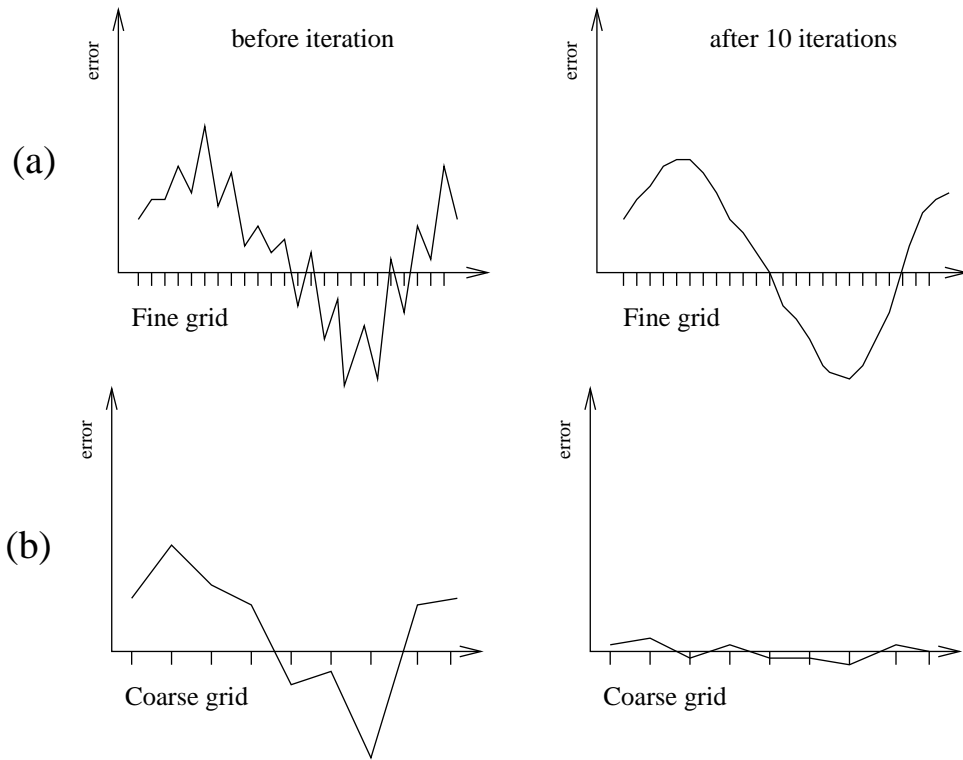 before iteration
after 10 iterations
error
error
(a)
Fine grid
Fine grid
error
error
(b)
Coarse grid
Coarse grid